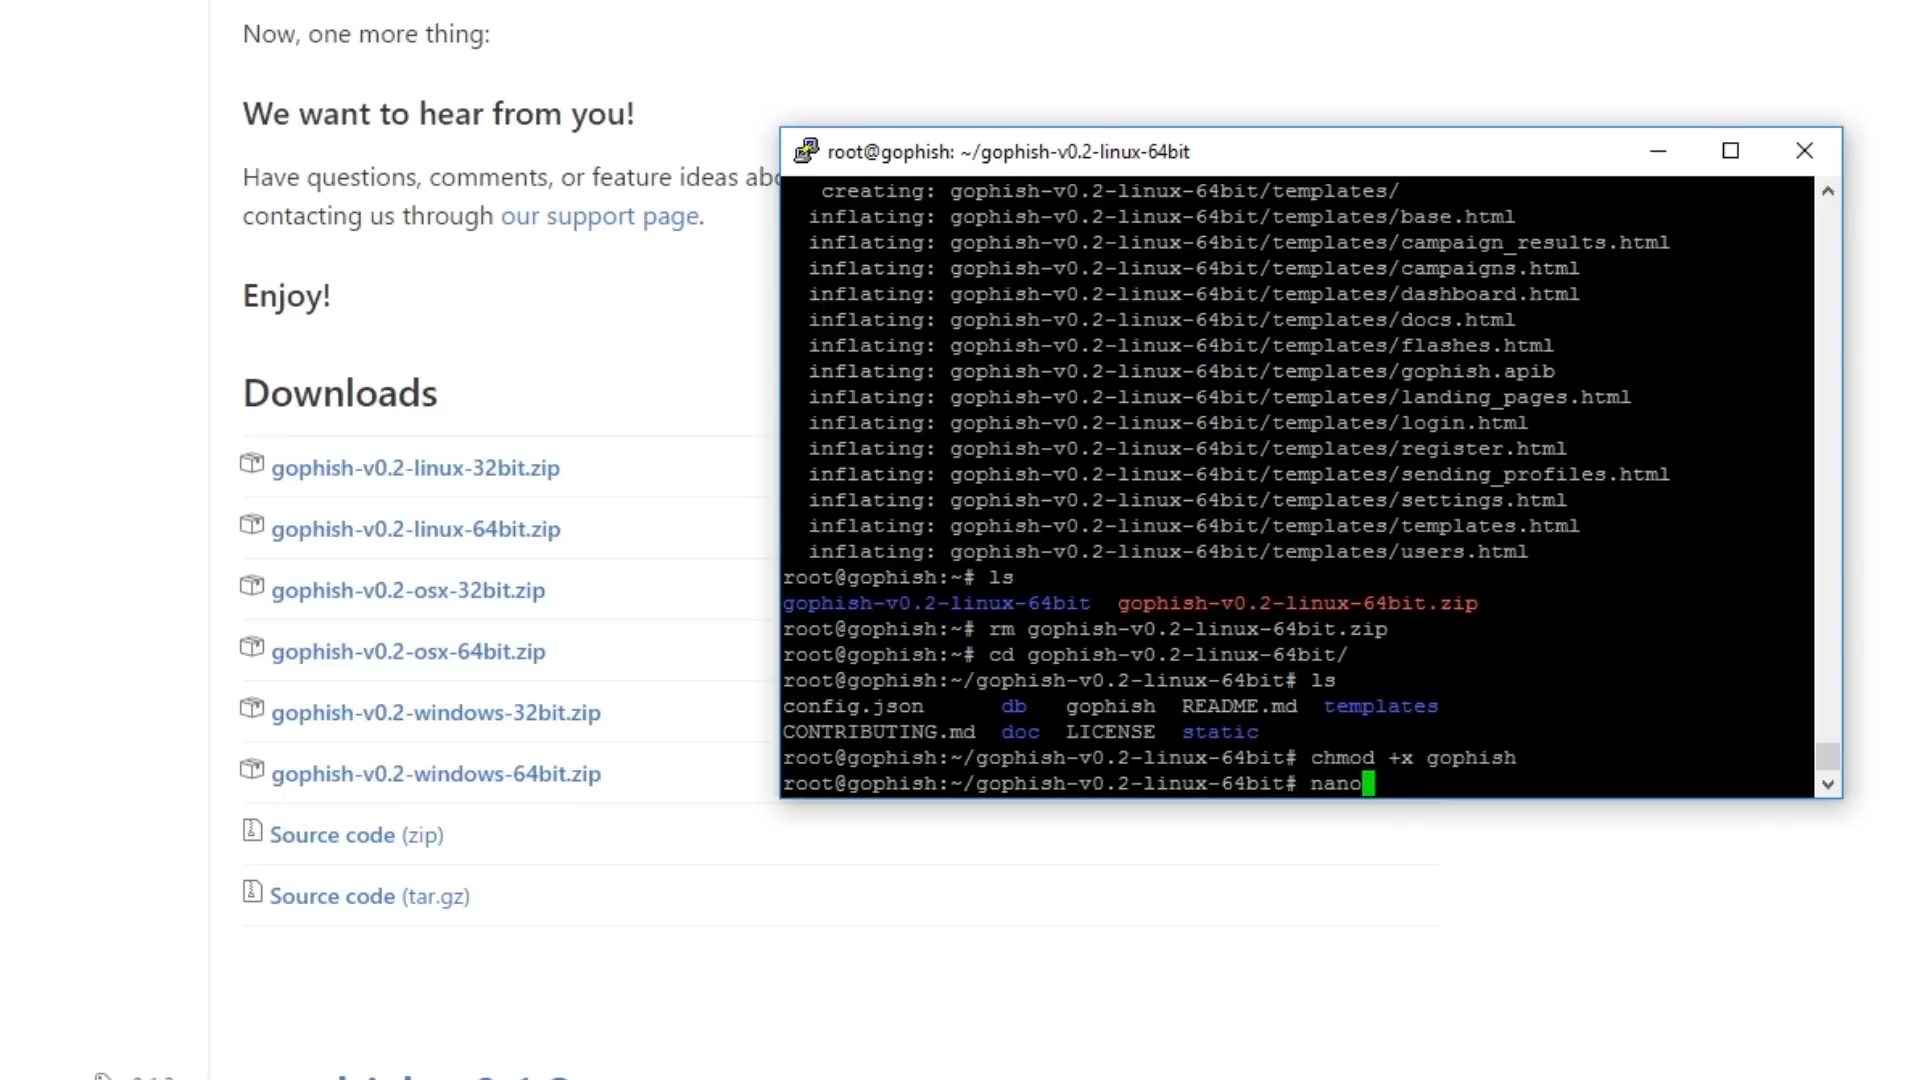 Now, one more thing:
We want to hear from you!
Have questions, comments, or feature ideas
contacting us through our support page.
Enjoy!
Downloads
gophish-v0.2-linux-32bit.zip
gophish-v0.2-linux-64bit.zip
gophish-v0.2-osx-32bit.zip
gophish-v0.2-osx-64bit.zip
gophish-v0.2-windows-32bit.zip
gophish-v0.2-windows-64bit.zip
Source code (zip)
Source code (tar.gz)
root@gophish: ~/gophish-v0.2-linux-64bit
creating: gophish-v0.2-linux-64bit/templates/
inflating: gophish-v0.2-linux-64bit/templates/base.html
inflating: gophish-v0.2-linux-64bit/templates/campaign_results.html
inflating: gophish-v0.2-linux-64bit/templates/campaigns.html
inflating: gophish-v0.2-linux-64bit/templates/dashboard.html
inflating: gophish-v0.2-linux-64bit/templates/docs.html
inflating: gophish-v0.2-linux-64bit/templates/flashes.html
inflating: gophish-v0.2-linux-64bit/templates/gophish.apib
inflating: gophish-v0.2-linux-64bit/templates/landing_pages.html
inflating: gophish-v0.2-linux-64bit/templates/login.html
inflating: gophish-v0.2-linux-64bit/templates/register.html
inflating: gophish-v0.2-linux-64bit/templates/sending_profiles.html
inflating: gophish-v0.2-linux-64bit/templates/settings.html
inflating: gophish-v0.2-linux-64bit/templates/templates.html
inflating: gophish-v0.2-linux-64bit/templates/users.html
root@gophish:~# ls
gophish-v0.2-linux-64bit gophish-v0.2-linux-64bit.zip
root@gophish:~# rm gophish-v0.2-linux-64bit.zip
root@gophish:~# cd gophish-v0.2-linux-64bit/
root@gophish:~/gophish-v0.2-linux-64bit# ls
config.json db gophish README.md templates
CONTRIBUTING.md doc LICENSE static
root@gophish:~/gophish-v0.2-linux-64bit# chmod +x gophish
root@gophish:~/gophish-v0.2-linux-64bit# nano